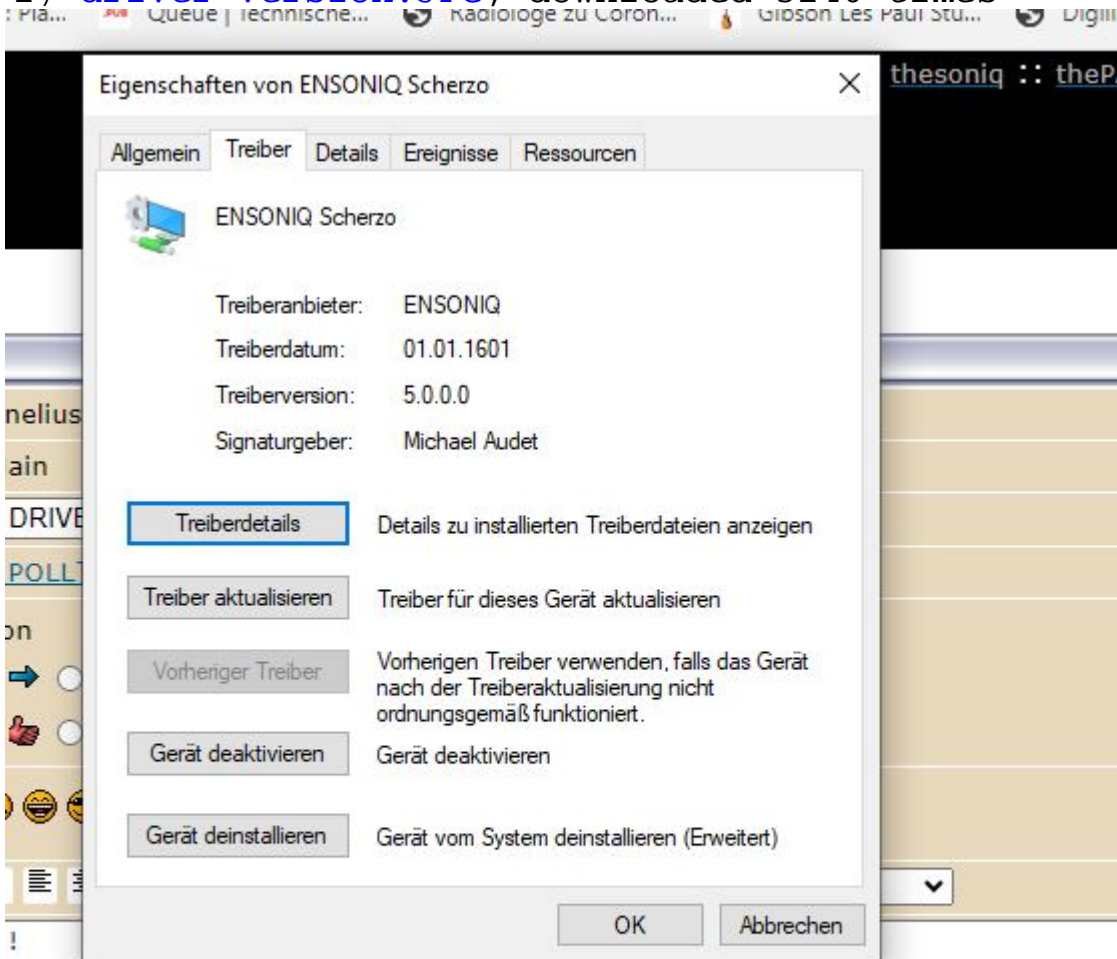 : Pla... Queue | Technische... Radiologe zu Coron... Gibson Les Paul Stu...
Eigenschaften von ENSONIQ Scherzo
thesoniq :: theP
Allgemein Treiber Details Ereignisse Ressourcen
ENSONIQ Scherzo
Treiberanbieter: ENSONIQ
Treiberdatum: 01.01.1601
Treiberversion: 5.0.0.0
nelius
Signaturgeber: Michael Audet
ain
DRIVE
Treiberdetails Details zu installierten Treiberdateien anzeigen
POLL
Treiber aktualisieren Treiber für dieses Gerät aktualisieren
on
Vorheriger Treiber Vorherigen Treiber verwenden, falls das Gerät
nach der Treiberaktualisierung nicht
ordnungsgemäß funktioniert.
Gerät deaktivieren Gerät deaktivieren
Gerät deinstallieren Gerät vom System deinstallieren (Erweitert)
OK Abbrechen
!